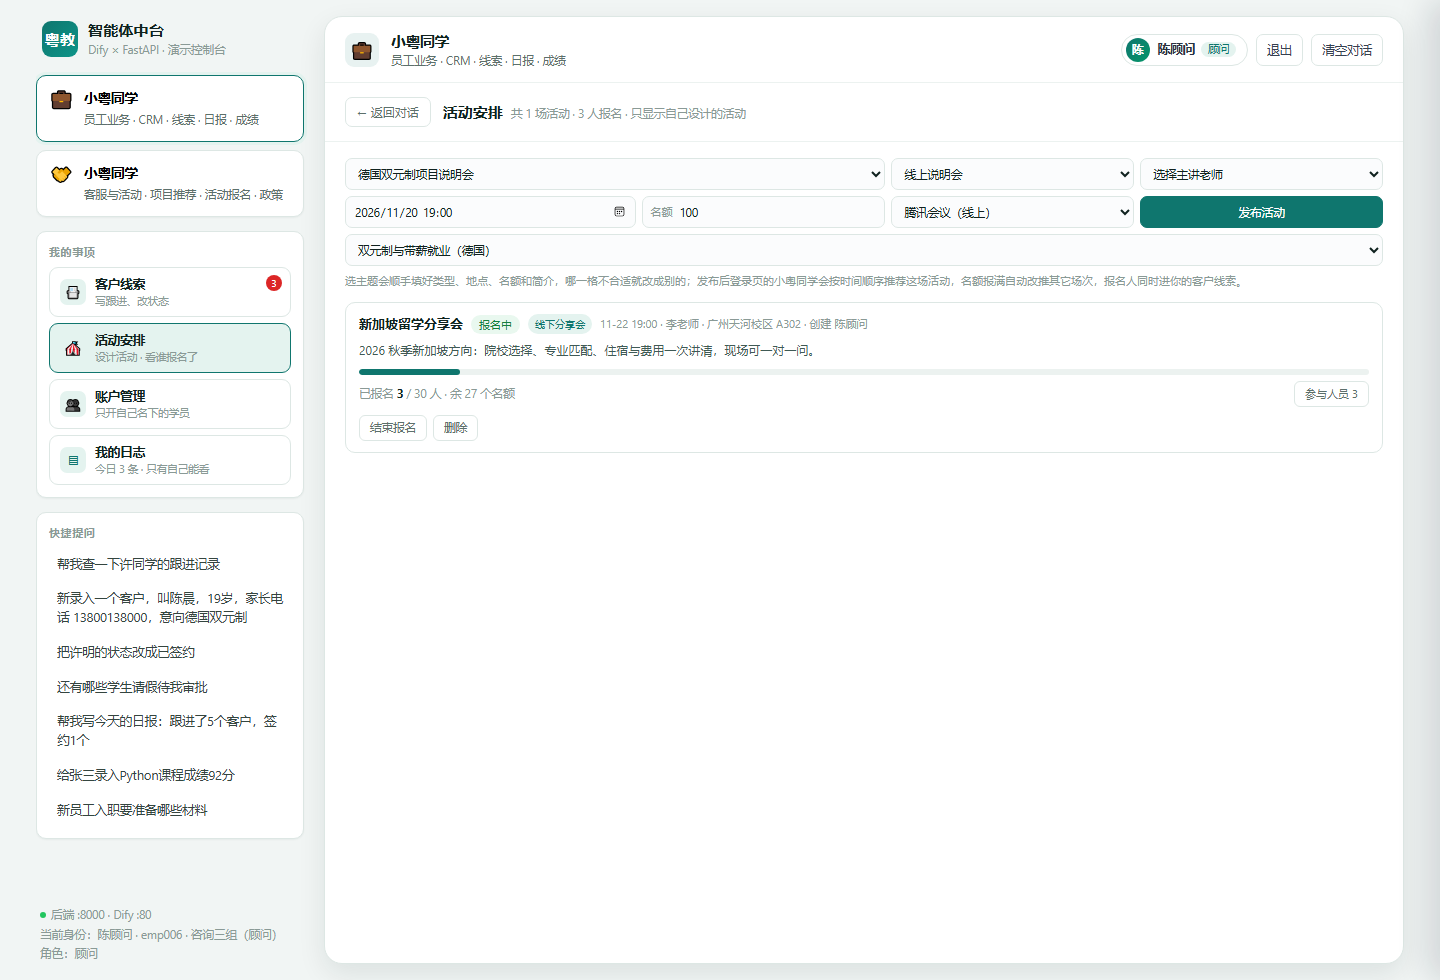 粤教
智能体中台
Dify × FastAPI · 演示控制台
小粤同学
员工业务 · CRM · 线索 · 日报 · 成绩
小粤同学
客服与活动 · 项目推荐 · 活动报名 · 政策
我的事项
客户线索
写跟进、改状态
3
活动安排
设计活动 · 看谁报名了
账户管理
只开自己名下的学员
我的日志
今日 3 条 · 只有自己能看
快捷提问
帮我查一下许同学的跟进记录
新录入一个客户，叫陈晨，19岁，家长电
话 13800138000，意向德国双元制
把许明的状态改成已签约
还有哪些学生请假待我审批
帮我写今天的日报：跟进了5个客户，签
约1个
给张三录入Python课程成绩92分
新员工入职要准备哪些材料
后端 :8000 · Dify :80
当前身份：陈顾问 · emp006 · 咨询三组（顾问）
角色：顾问
小粤同学
员工业务 · CRM · 线索 · 日报 · 成绩
陈 陈顾问 顾问
退出
清空对话
← 返回对话
活动安排 共 1 场活动 · 3 人报名 · 只显示自己设计的活动
德国双元制项目说明会
线上说明会
选择主讲老师
2026/11/20 19:00
名额 100
腾讯会议（线上）
发布活动
双元制与带薪就业（德国）
选主题会顺手填好类型、地点、名额和简介，哪一格不合适就改成别的；发布后登录页的小粤同学会按时间顺序推荐这场活动，名额报满自动改推其它场次，报名人同时进你的客户线索。
新加坡留学分享会 报名中 线下分享会 11-22 19:00 · 李老师 · 广州天河校区 A302 · 创建 陈顾问
2026 秋季新加坡方向：院校选择、专业匹配、住宿与费用一次讲清，现场可一对一问。
已报名 3 / 30 人 · 余 27 个名额
参与人员 3
结束报名
删除